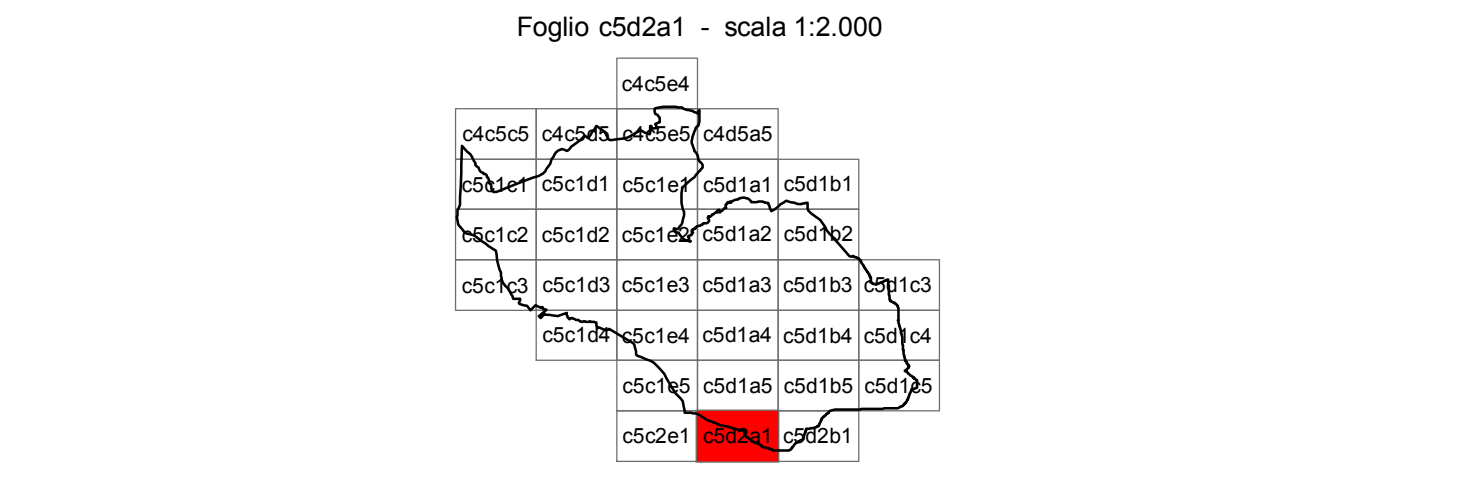 Foglio c5d2a1 - scala 1:2.000
c4c5e4
c4c5c5 c4c5d5 c4c5e5 c4d5a5
c5c1c1 c5c1d1 c5c1e1 c5d1a1 c5d1b1
c5c1c2 c5c1d2 c5c1e2 c5d1a2 c5d1b2
c5c1c3 c5c1d3 c5c1e3 c5d1a3 c5d1b3 c5d1c3
c5c1d4 c5c1e4 c5d1a4 c5d1b4 c5d1c4
c5c1e5 c5d1a5 c5d1b5 c5d1c5
c5c2e1 c5d2a1 c5d2b1